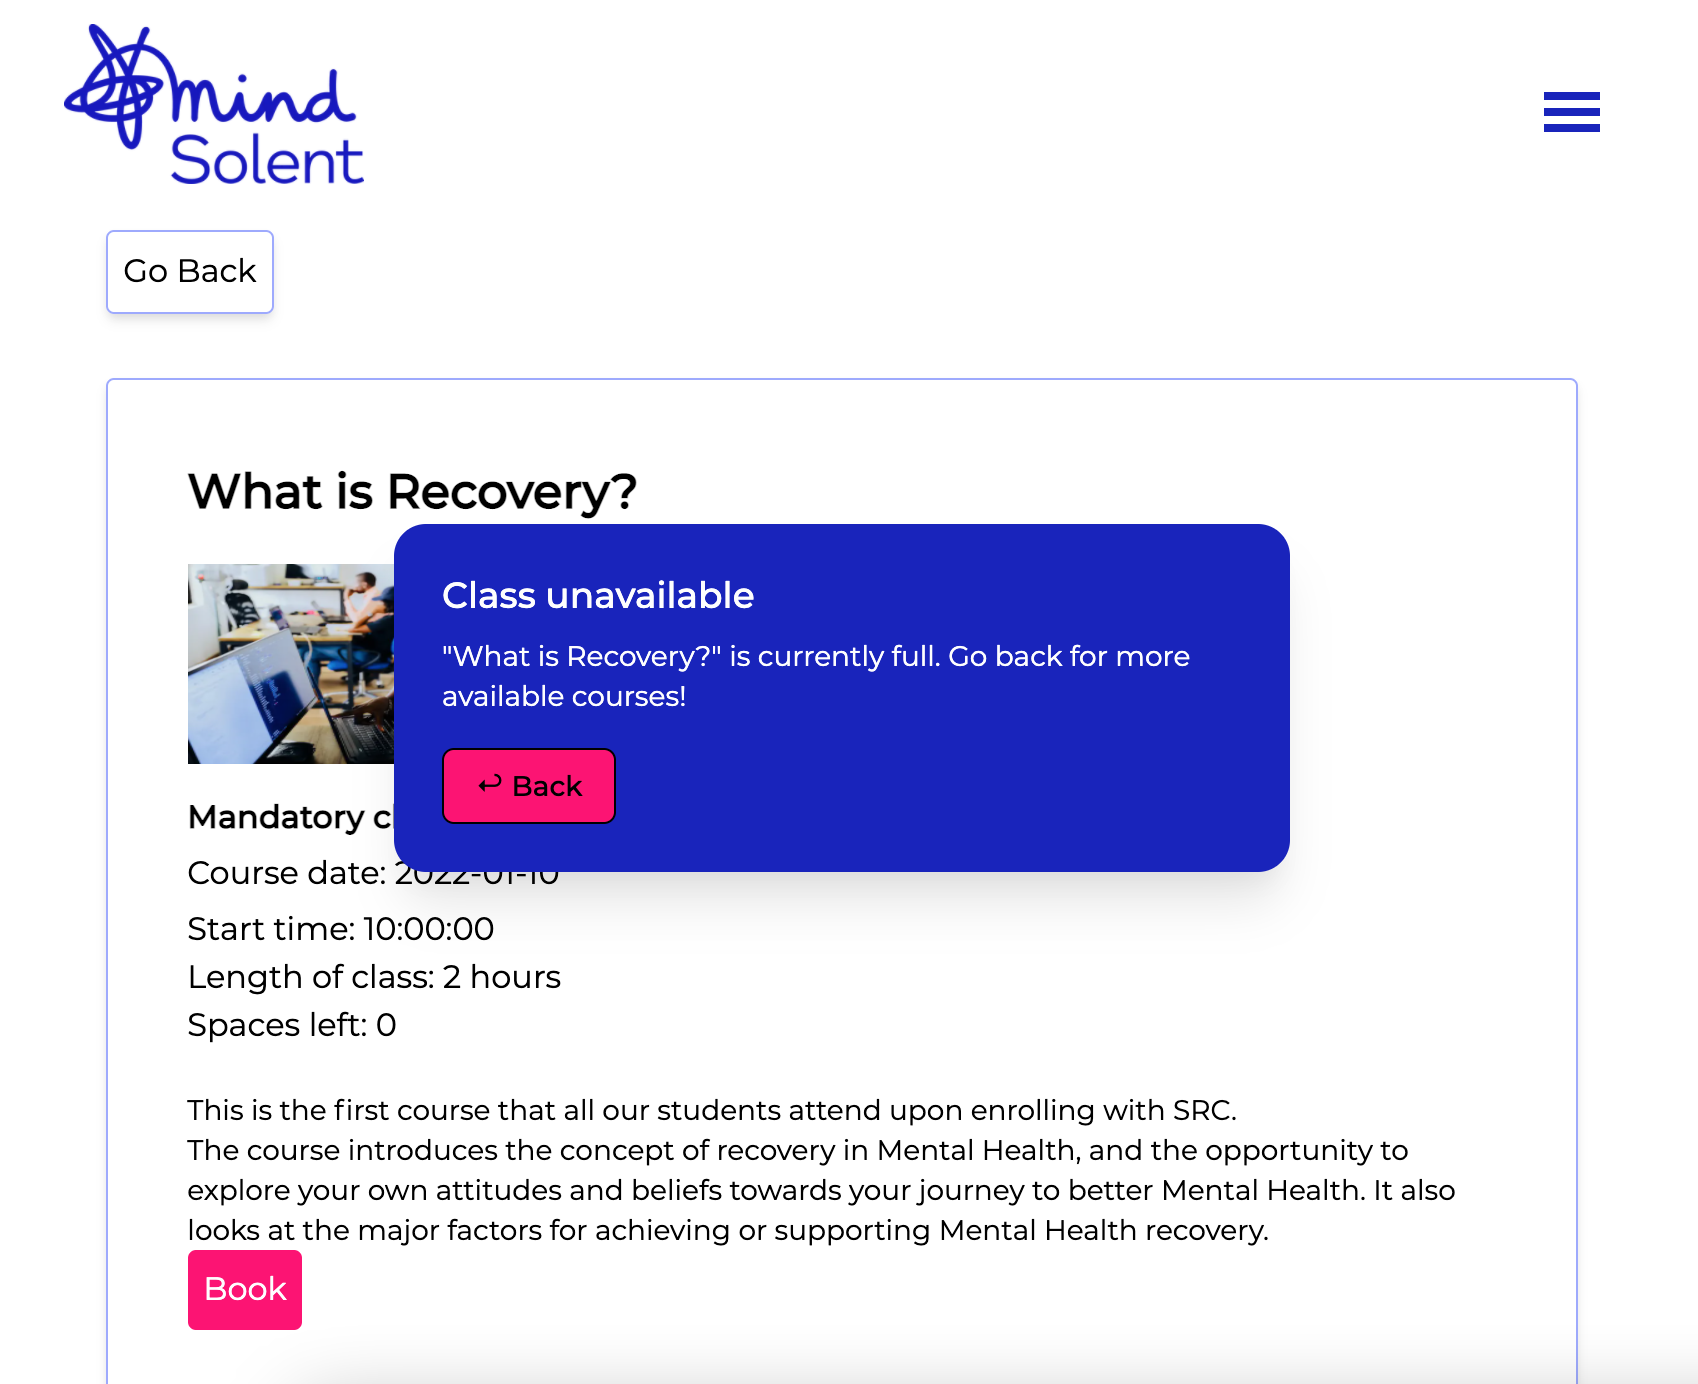 mind
Solent
Go Back
What is Recovery?
Class unavailable
"What is Recovery?" is currently full. Go back for more
available courses!
Back
Mandatory
Course date: 2022-01-10
Start time: 10:00:00
Length of class: 2 hours
Spaces left: 0
This is the first course that all our students attend upon enrolling with SRC.
The course introduces the concept of recovery in Mental Health, and the opportunity to
explore your own attitudes and beliefs towards your journey to better Mental Health. It also
looks at the major factors for achieving or supporting Mental Health recovery.
Book